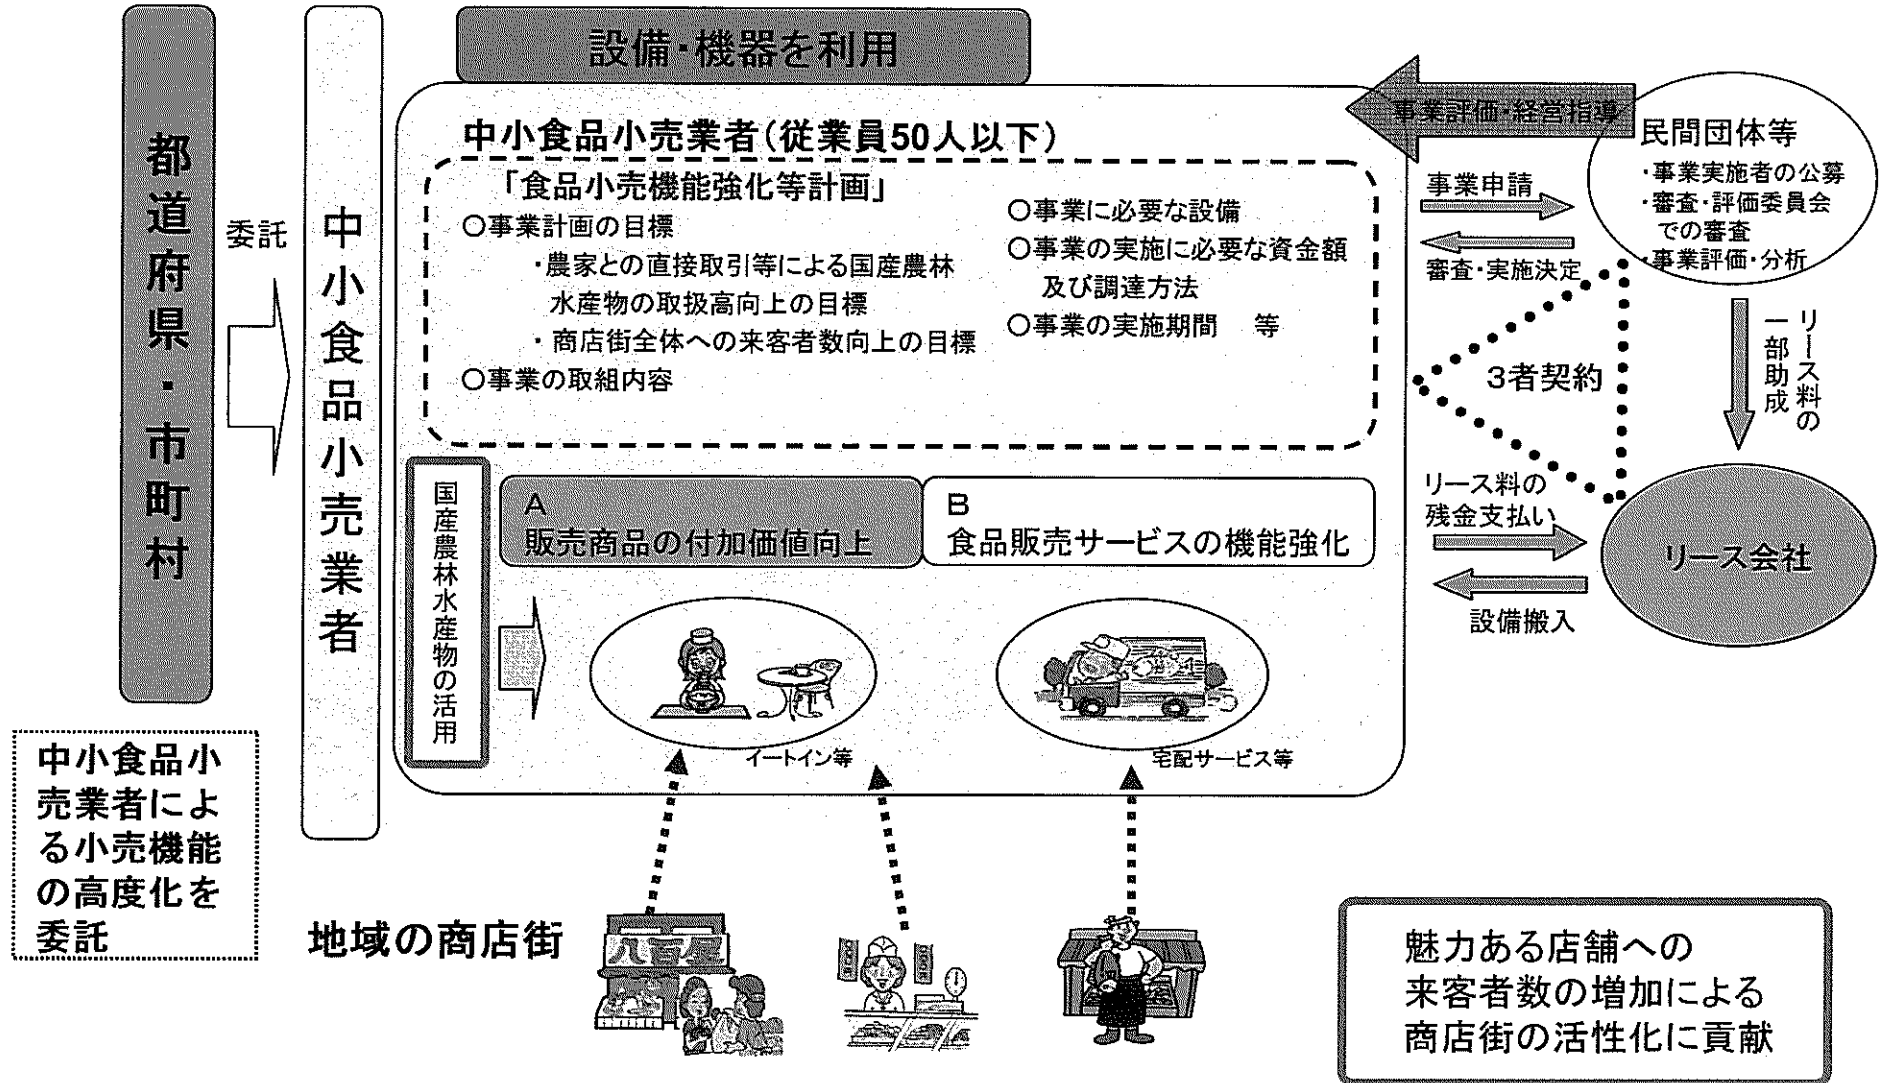 設備・機器を利用
都道府県・市町村
委託
中小食品小売業者
中小食品小売業者(従業員50人以下)
「食品小売機能強化等計画」
○事業計画の目標
・農家との直接取引等による国産農林
水産物の取扱高向上の目標
・商店街全体への来客者数向上の目標
○事業の取組内容
○事業に必要な設備
○事業の実施に必要な資金額
及び調達方法
○事業の実施期間 等
事業評価・経営指導
事業申請
審査・実施決定
民間団体等
・事業実施者の公募
・審査・評価委員会
での審査
・事業評価・分析
リース料の
一部助成
3者契約
リース料の
残金支払い
設備搬入
リース会社
国産農林水産物の活用
A
販売商品の付加価値向上
B
食品販売サービスの機能強化
イートイン等
宅配サービス等
中小食品小
売業者によ
る小売機能
の高度化を
委託
地域の商店街
八百屋
魅力ある店舗への
来客者数の増加による
商店街の活性化に貢献